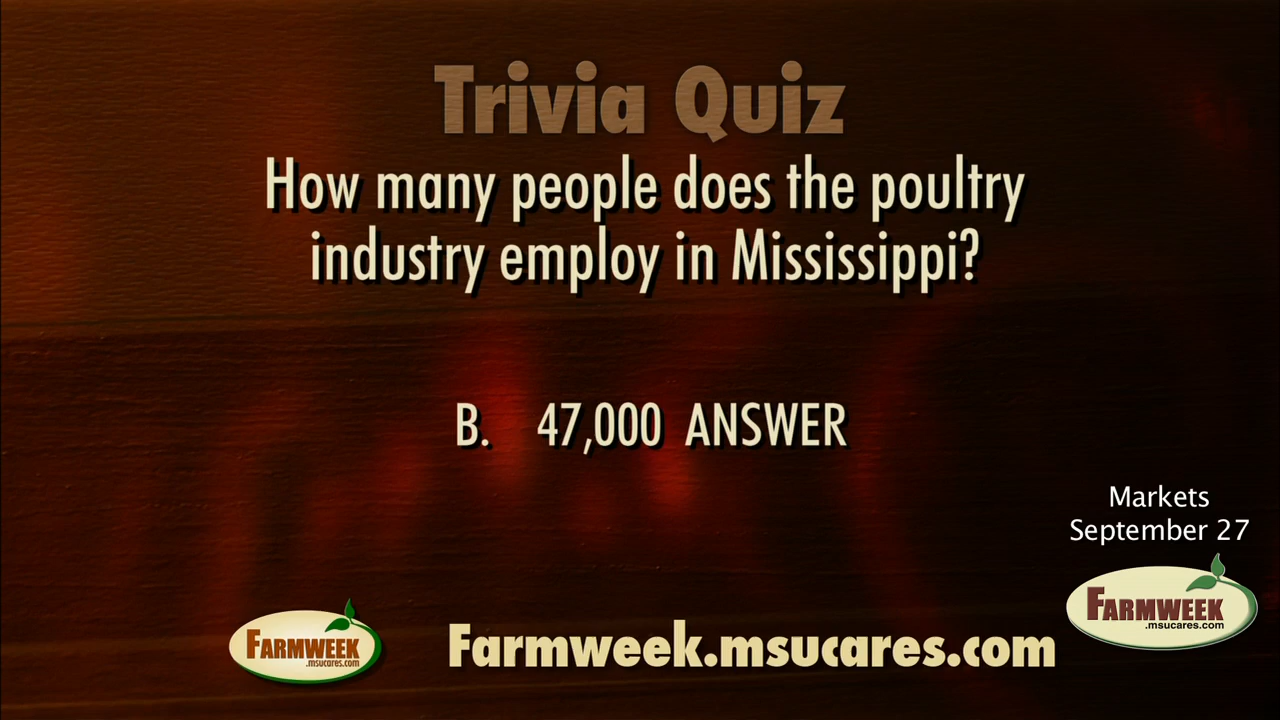 Trivia Quiz
How many people does the poultry
industry employ in Mississippi?
B. 47,000 ANSWER
Markets
September 27
FARMWEEK
.msucares.com
FARMWEEK
.msucares.com
Farmweek.msucares.com